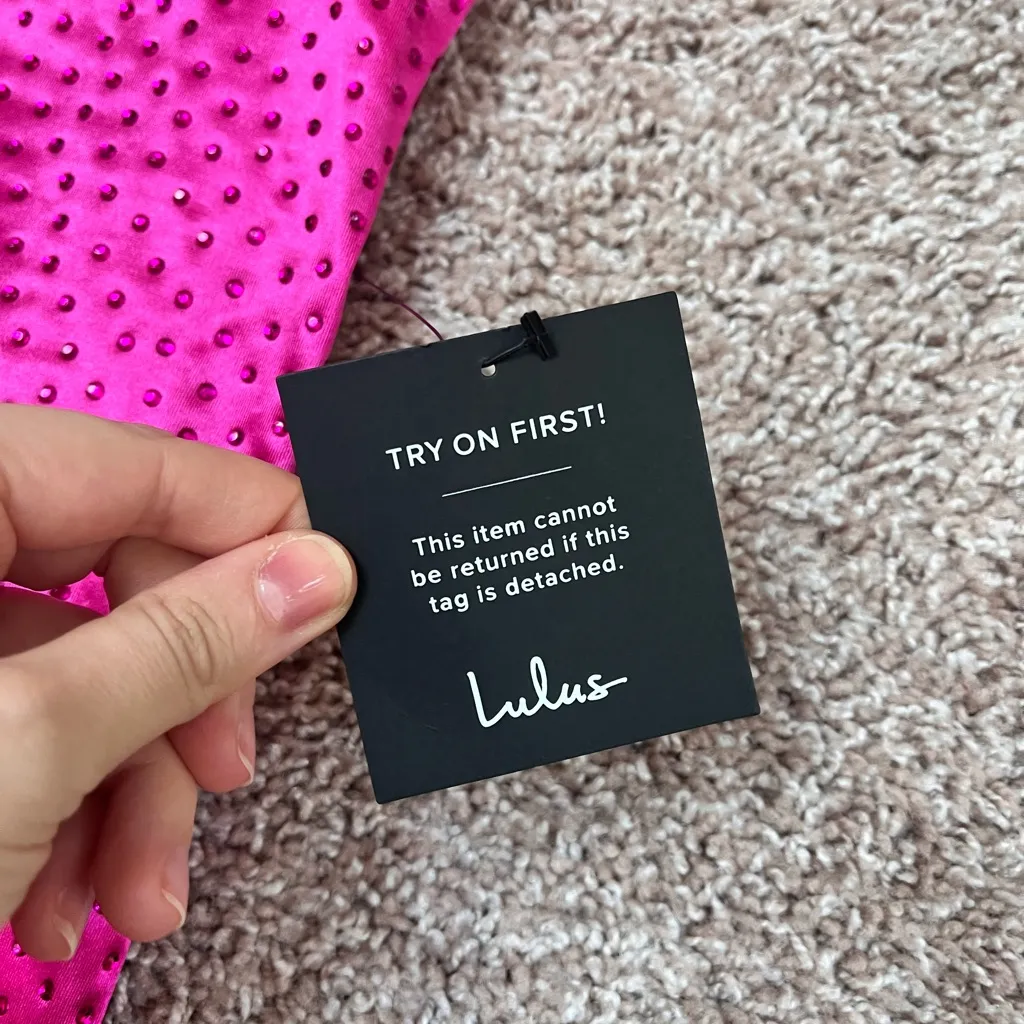 TRY ON FIRST!
This item cannot
be returned if this
tag is detached.
Lulus